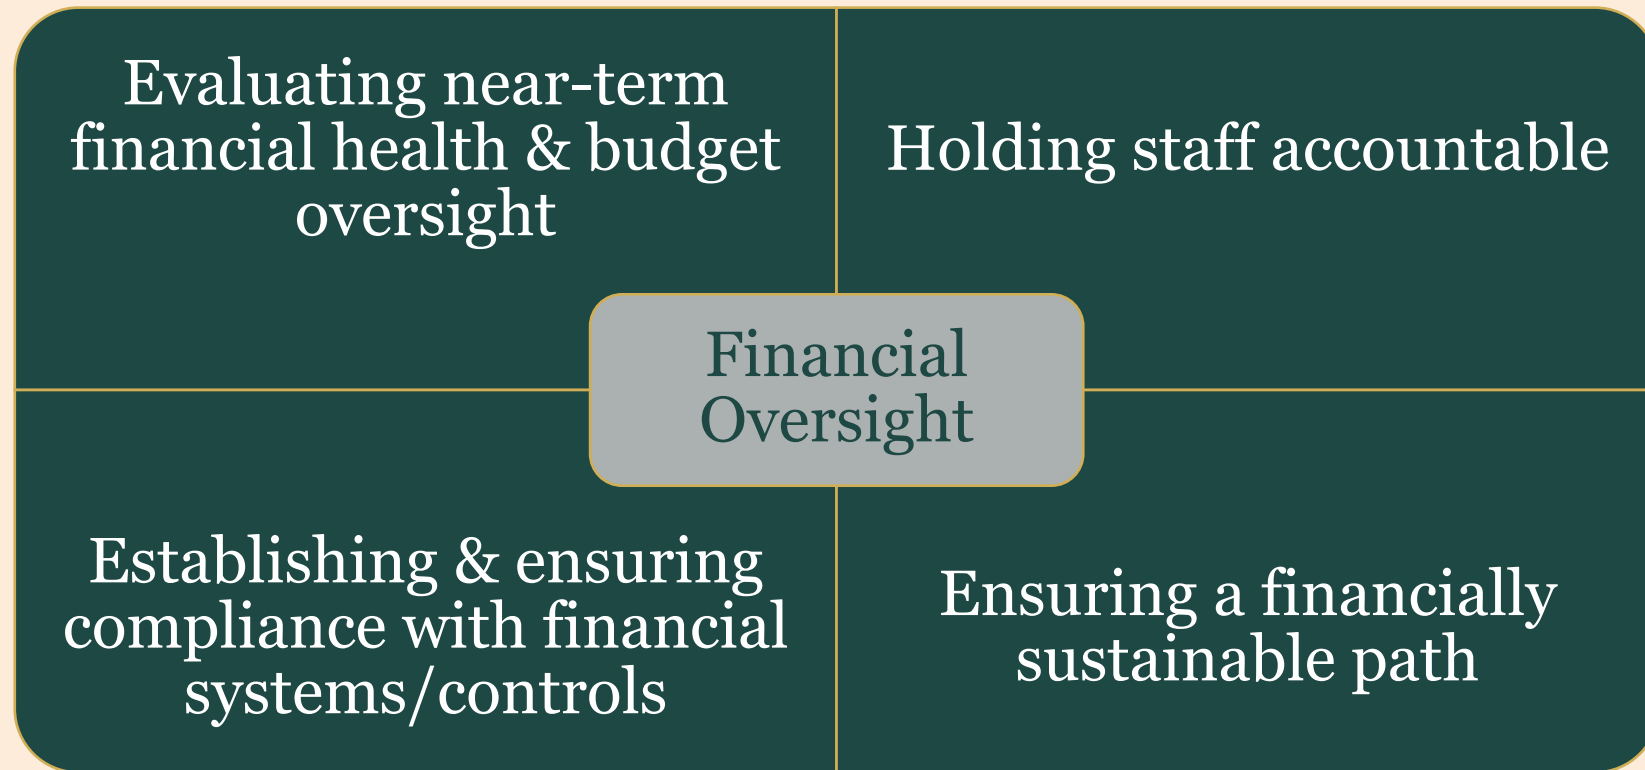 Evaluating near-term
financial health & budget
oversight
Holding staff accountable
Financial
Oversight
Establishing & ensuring
compliance with financial
systems/controls
Ensuring a financially
sustainable path